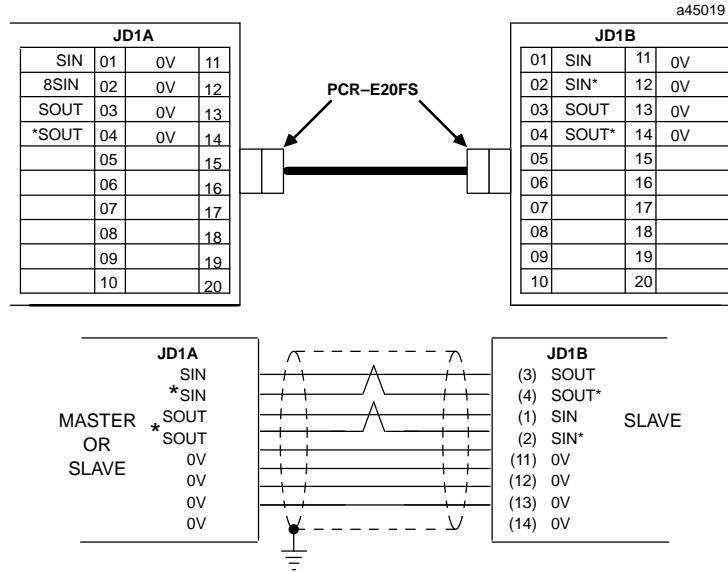 a45019
JD1A
SIN 01 0V 11
8SIN 02 0V 12
SOUT 03 0V 13
*SOUT 04 0V 14
05 15
06 16
07 17
08 18
09 19
10 20
PCR–E20FS
JD1B
01 SIN 11 0V
02 SIN* 12 0V
03 SOUT 13 0V
04 SOUT* 14 0V
05 15
06 16
07 17
08 18
09 19
10 20
MASTER
OR
SLAVE
JD1A
SIN
*SIN
SOUT
*SOUT
0V
0V
0V
0V
JD1B
(3) SOUT
(4) SOUT*
(1) SIN
(2) SIN*
(11) 0V
(12) 0V
(13) 0V
(14) 0V
SLAVE